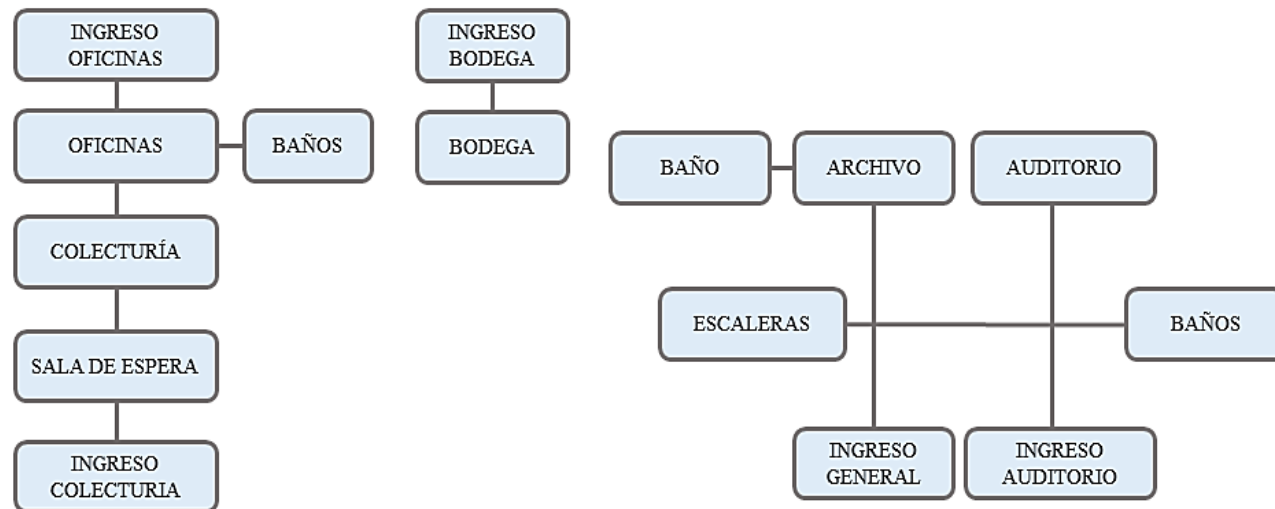 INGRESO
OFICINAS
OFICINAS
BAÑOS
COLECTURÍA
SALA DE ESPERA
INGRESO
COLECTURIA
INGRESO
BODEGA
BODEGA
BAÑO
ARCHIVO
AUDITORIO
ESCALERAS
BAÑOS
INGRESO
GENERAL
INGRESO
AUDITORIO